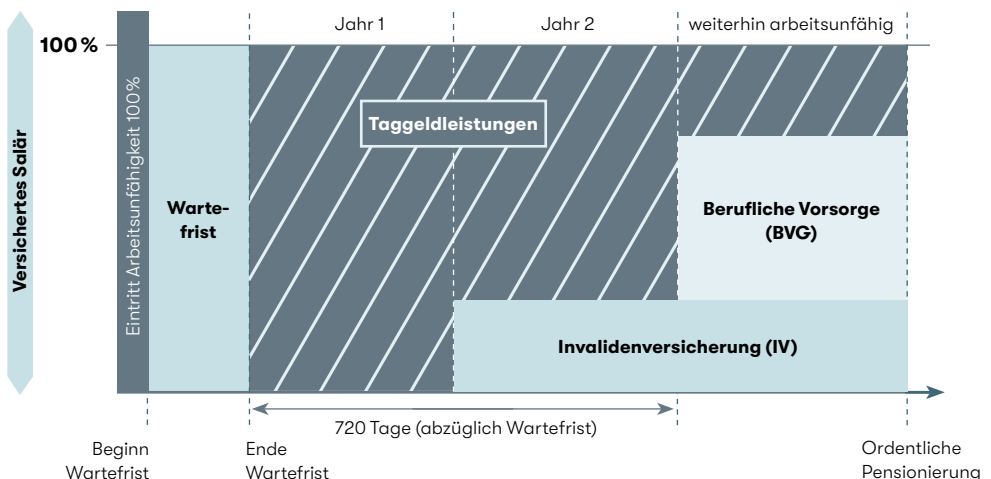 Jahr 1
Jahr 2
weiterhin arbeitsunfähig
100 %
Versichertes Salär
Eintritt Arbeitsunfähigkeit 100%
Taggeldleistungen
Warte-
frist
Berufliche Vorsorge
(BVG)
Invalidenversicherung (IV)
720 Tage (abzüglich Wartefrist)
Beginn
Wartefrist
Ende
Wartefrist
Ordentliche
Pensionierung